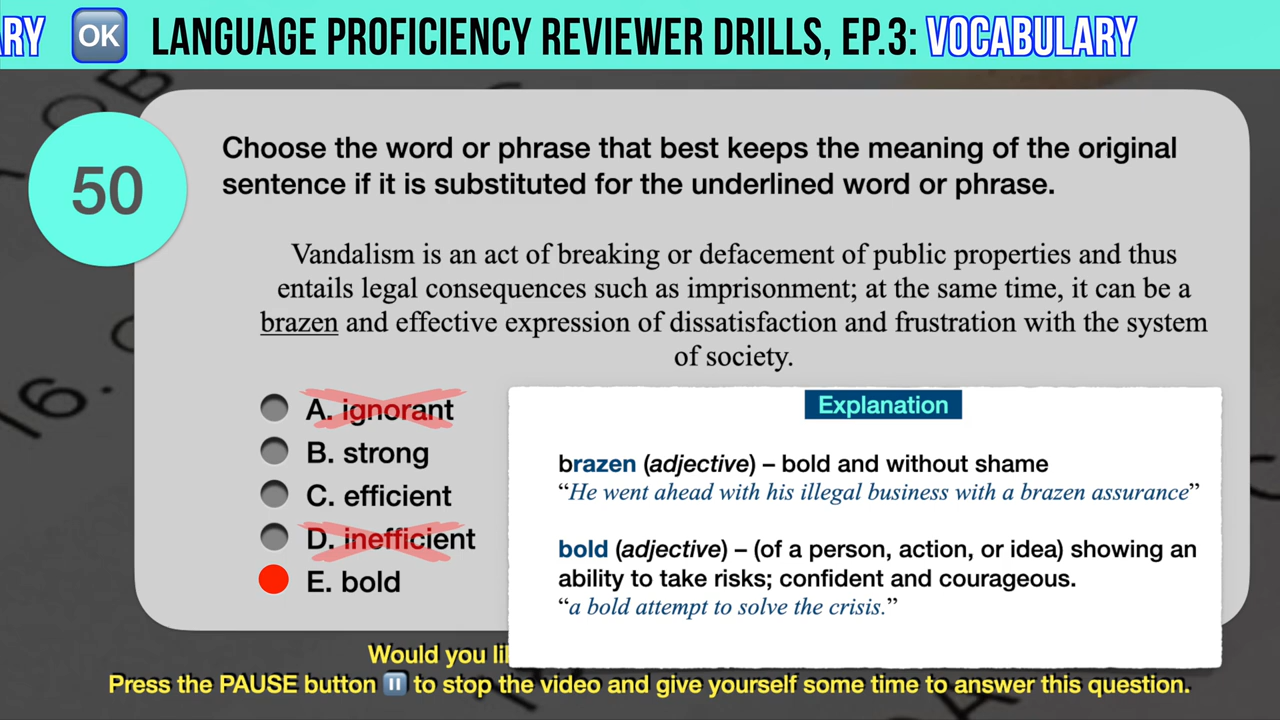 RY OK LANGUAGE PROFICIENCY REVIEWER DRILLS, EP.3: VOCABULARY
50
Choose the word or phrase that best keeps the meaning of the original
sentence if it is substituted for the underlined word or phrase.
Vandalism is an act of breaking or defacement of public properties and thus
entails legal consequences such as imprisonment; at the same time, it can be a
brazen and effective expression of dissatisfaction and frustration with the system
of society.
A. ignorant
B. strong
C. efficient
D. inefficient
E. bold
Explanation
brazen (adjective) – bold and without shame
“He went ahead with his illegal business with a brazen assurance”
bold (adjective) – (of a person, action, or idea) showing an
ability to take risks; confident and courageous.
“a bold attempt to solve the crisis.”
Would you li
Press the PAUSE button to stop the video and give yourself some time to answer this question.